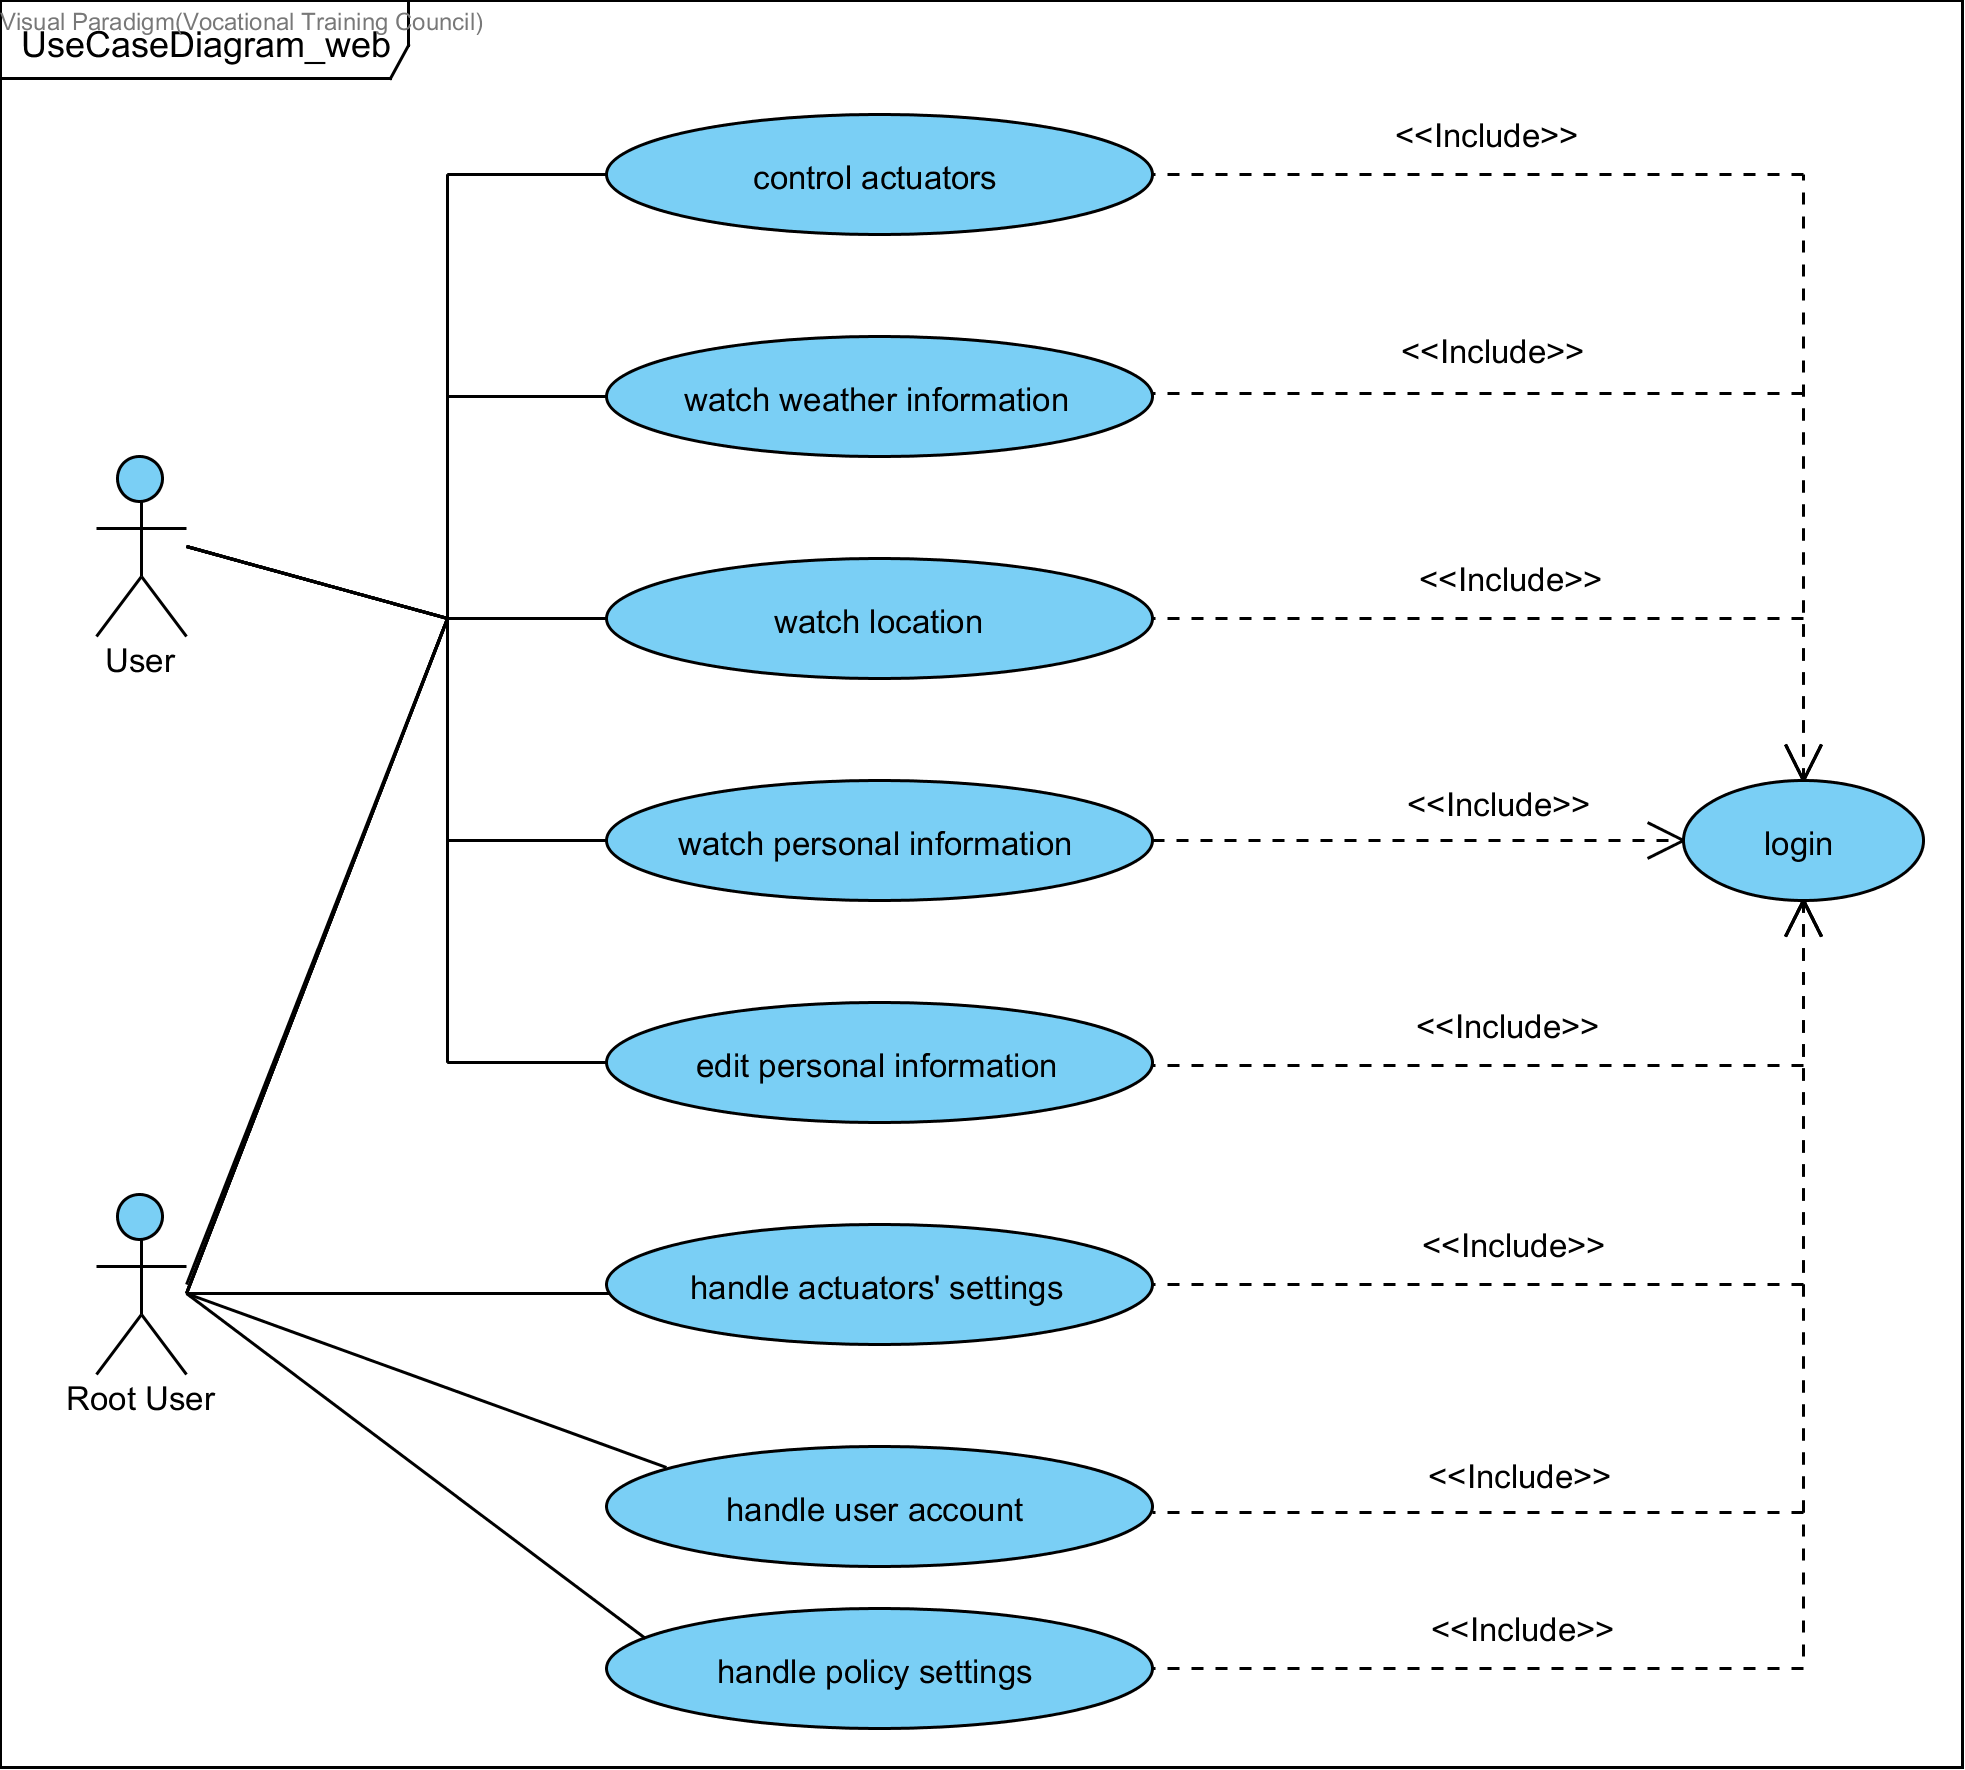 Visual Paradigm(Vocational Training Council)
UseCaseDiagram_web
control actuators
<<Include>>
watch weather information
<<Include>>
watch location
<<Include>>
User
watch personal information
<<Include>>
login
edit personal information
<<Include>>
handle actuators' settings
<<Include>>
Root User
handle user account
<<Include>>
handle policy settings
<<Include>>